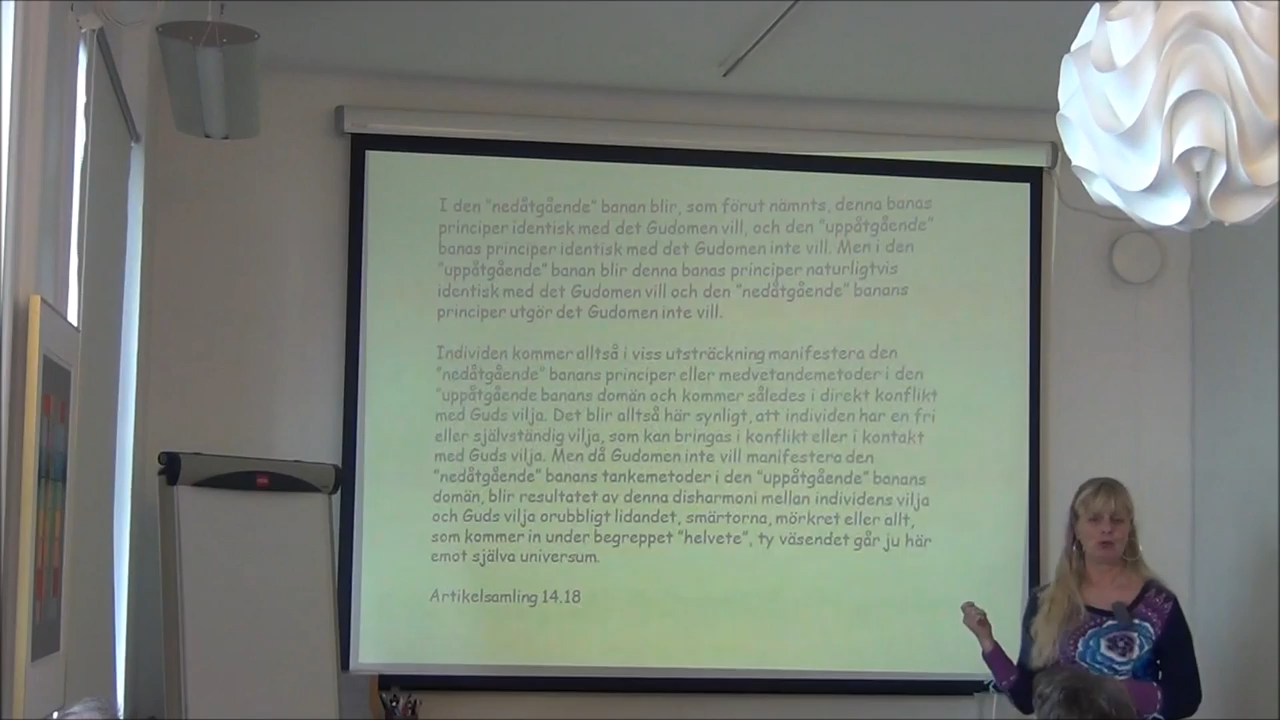 I den "nedåtgående" banan blir, som förut nämnts, denna banas
principer identisk med det Gudomen vill, och den "uppåtgående"
banas principer identisk med det Gudomen inte vill. Men i den
"uppåtgående" banan blir denna banas principer naturligtvis
identisk med det Gudomen vill och den "nedåtgående" banans
principer utgör det Gudomen inte vill.
Individen kommer alltså i viss utsträckning manifestera den
"nedåtgående" banans principer eller medvetandemetoder i den
"uppåtgående banans domän och kommer således i direkt konflikt
med Guds vilja. Det blir alltså här synligt, att individen har en fri
eller självständig vilja, som kan bringas i konflikt eller i kontakt
med Guds vilja. Men då Gudomen inte vill manifestera den
"nedåtgående" banans tankemetoder i den "uppåtgående" banans
domän, blir resultatet av denna disharmoni mellan individens vilja
och Guds vilja orubbligt lidandet, smärtorna, mörkret eller allt,
som kommer in under begreppet "helvete", ty väsendet går ju här
emot själva universum.
Artikelsamling 14.18